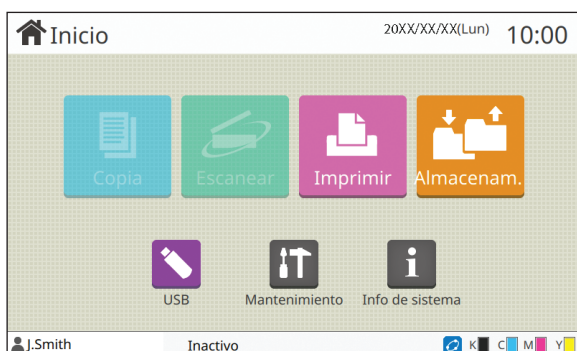 Inicio
20XX/XX/XX(Lun) 10:00
Copia Escanear Imprimir Almacenam.
USB Mantenimiento Info de sistema
J.Smith Inactivo K C M Y